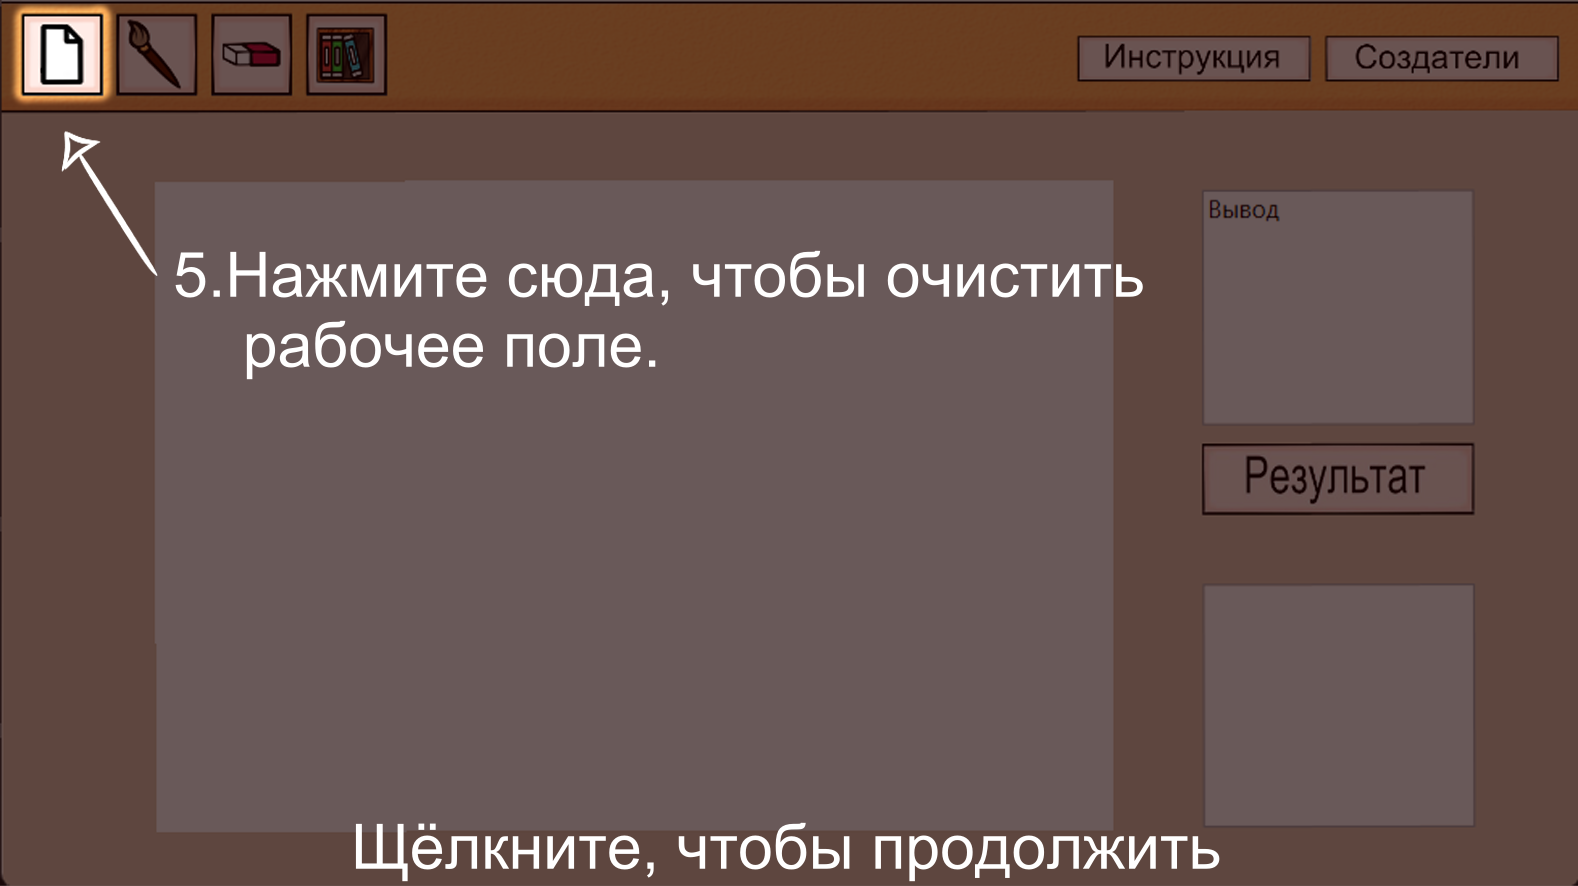 Инструкция
Создатели
Вывод
5.Нажмите сюда, чтобы очистить
рабочее поле.
Результат
Щёлкните, чтобы продолжить